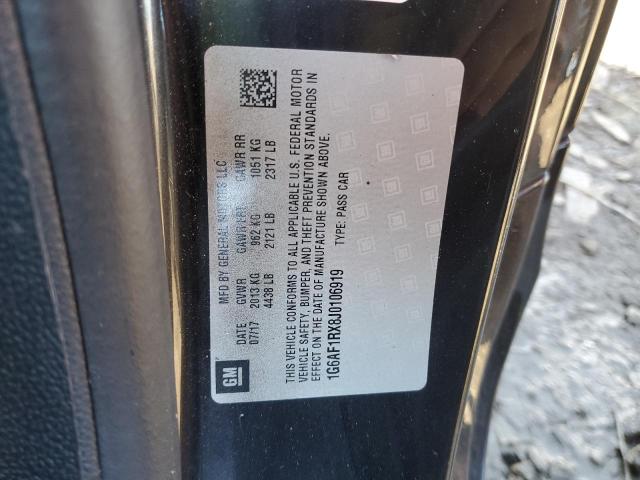 GM
MFD BY GENERAL MOTORS LLC
DATE GVWR GAWR FRT GAWR RR
07/17 2013 KG 962 KG 1051 KG
4438 LB 2121 LB 2317 LB
THIS VEHICLE CONFORMS TO ALL APPLICABLE U.S. FEDERAL MOTOR
VEHICLE SAFETY, BUMPER, AND THEFT PREVENTION STANDARDS IN
EFFECT ON THE DATE OF MANUFACTURE SHOWN ABOVE.
1G6AF1RX8J0106919 TYPE: PASS CAR